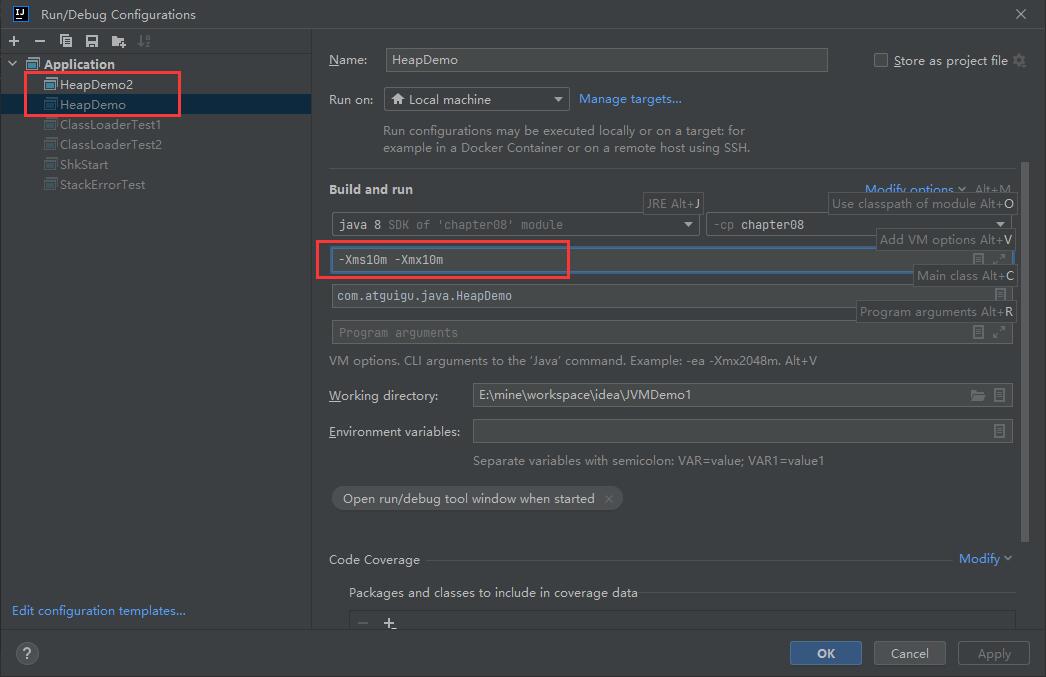 Run/Debug Configurations
Application
HeapDemo2
HeapDemo
ClassLoaderTest1
ClassLoaderTest2
ShkStart
StackErrorTest
Edit configuration templates...
Name: HeapDemo
Store as project file
Run on: Local machine
Manage targets...
Run configurations may be executed locally or on a target: for
example in a Docker Container or on a remote host using SSH.
Build and run
Modify options Alt+M
JRE Alt+J
Use classpath of module Alt+O
java 8 SDK of 'chapter08' module
-cp chapter08
Add VM options Alt+V
-Xms10m -Xmx10m
Main class Alt+C
com.atguigu.java.HeapDemo
Program arguments Alt+R
Program arguments
VM options. CLI arguments to the ‘Java’ command. Example: -ea -Xmx2048m. Alt+V
Working directory: E:\mine\workspace\idea\JVMDemo1
Environment variables:
Separate variables with semicolon: VAR=value; VAR1=value1
Open run/debug tool window when started ×
Code Coverage
Modify
Packages and classes to include in coverage data
?
OK
Cancel
Apply